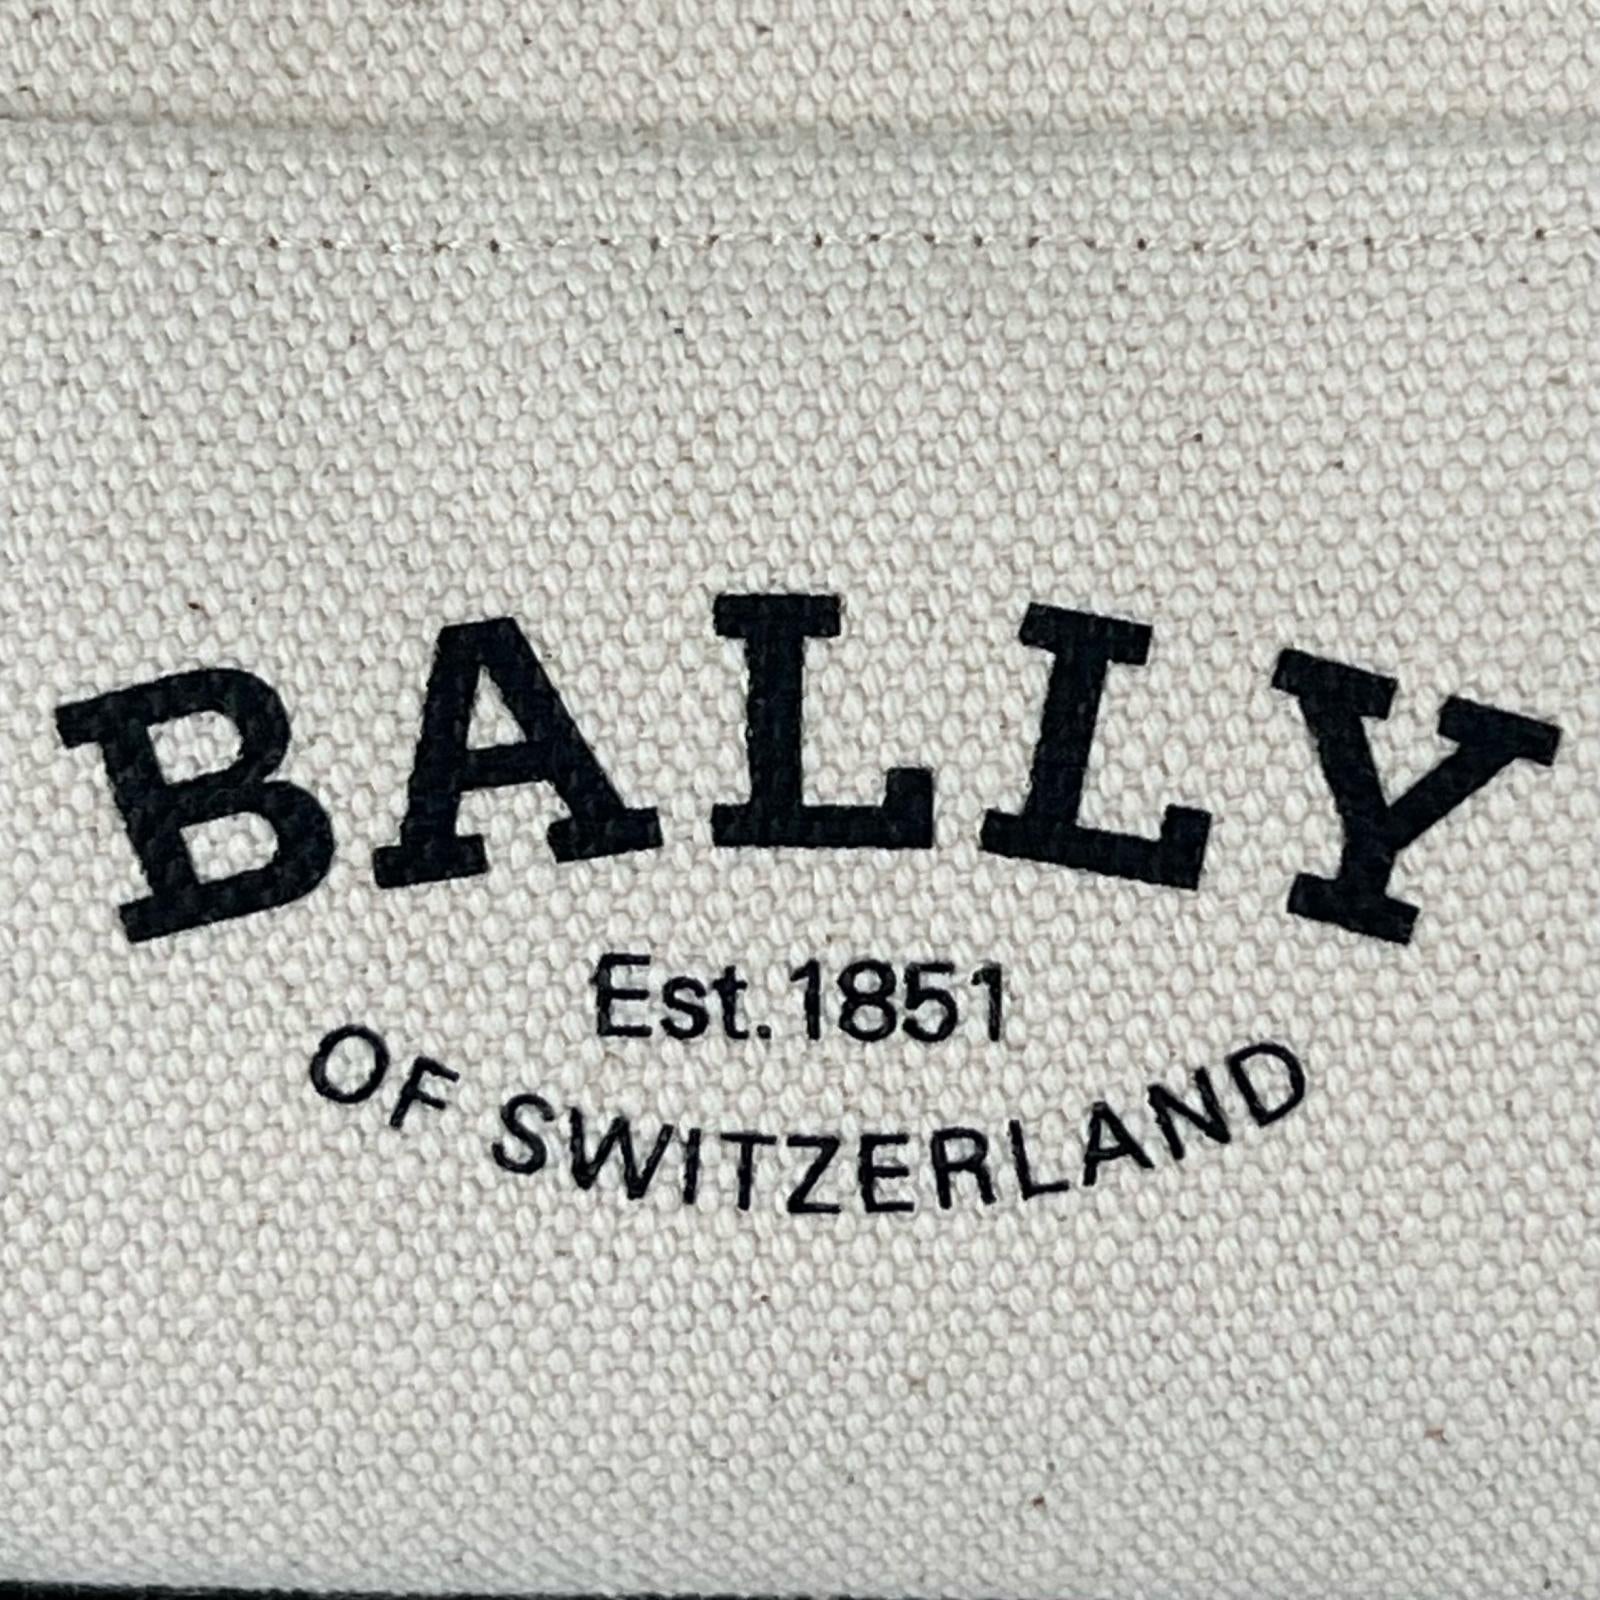 BALLY
Est.1851
OF SWITZERLAND